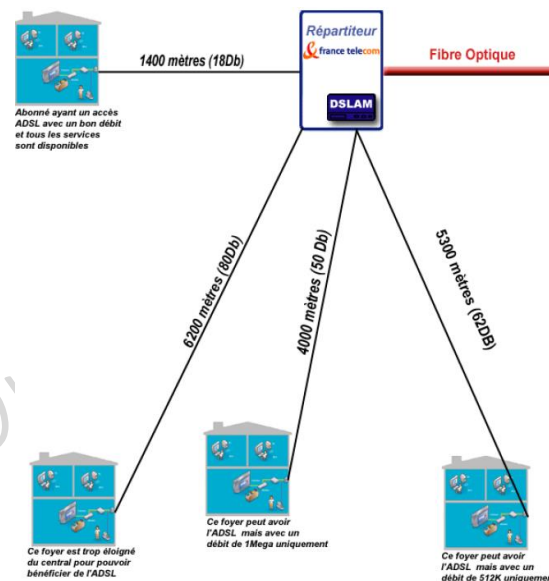 Répartiteur
& france telecom
DSLAM
Fibre Optique
1400 mètres (18Db)
Abonné ayant un accès
ADSL avec un bon débit
et tous les services
sont disponibles
6200 mètres (80Db)
4000 mètres (50 Db)
5300 mètres (62DB)
Ce foyer est trop éloigné
du central pour pouvoir
bénéficier de l'ADSL
Ce foyer peut avoir
l'ADSL mais avec un
débit de 1Mega uniquement
Ce foyer peut avoir
l'ADSL mais avec un
débit de 512K uniquement